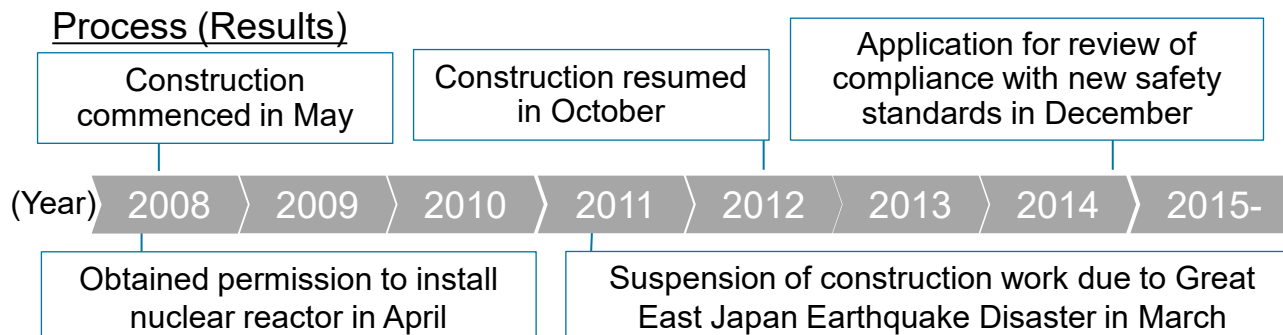 Process (Results)
Construction
commenced in May
Construction resumed
in October
Application for review of
compliance with new safety
standards in December
(Year) 2008 2009 2010 2011 2012 2013 2014 2015-
Obtained permission to install
nuclear reactor in April
Suspension of construction work due to Great
East Japan Earthquake Disaster in March